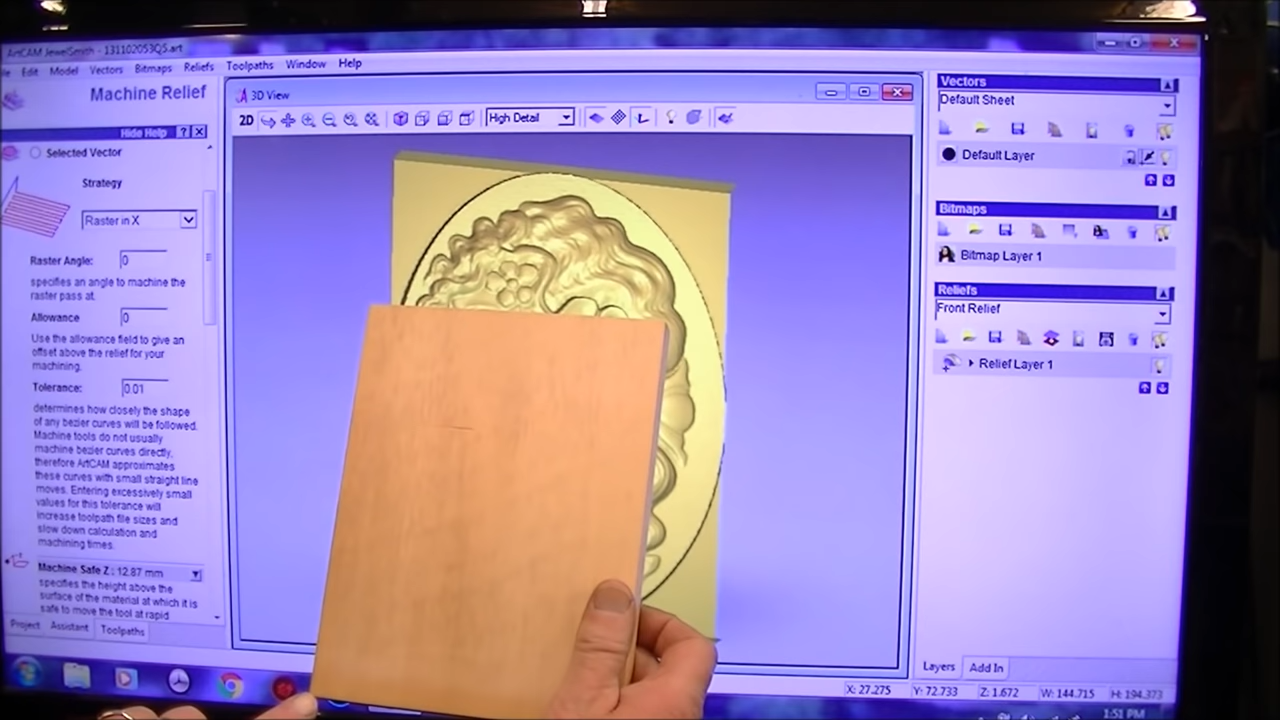 ArtCAM JewelSmith - 131102053QS.art
Edit Model Vectors Bitmaps Reliefs Toolpaths Window Help
Machine Relief
Hide Help ?
Selected Vector
Strategy
Raster in X
Raster Angle: 0
specifies an angle to machine the
raster pass at.
Allowance 0
Use the allowance field to give an
offset above the relief for your
machining.
Tolerance: 0.01
determines how closely the shape
of any bezier curves will be followed.
Machine tools do not usually
machine bezier curves directly,
therefore ArtCAM approximates
these curves with small straight line
moves. Entering excessively small
values for this tolerance will
increase toolpath file sizes and
slow down calculation and
machining times.
Machine Safe Z : 12.87 mm
specifies the height above the
surface of the material at which it is
safe to move the tool at rapid
Project Assistant Toolpaths
3D View
2D High Detail
Vectors
Default Sheet
Default Layer
Bitmaps
Bitmap Layer 1
Reliefs
Front Relief
Relief Layer 1
Layers Add In
X: 27.275 Y: 72.733 Z: 1.672 W: 144.715 H: 194.373
1:51 PM